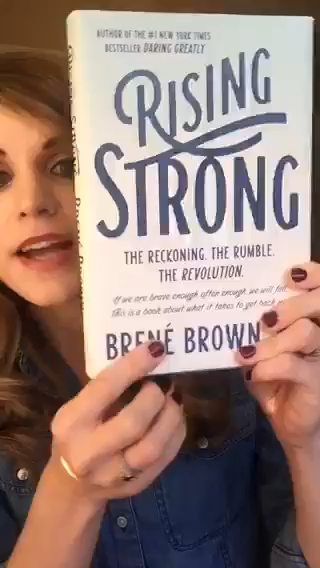 AUTHOR OF THE #1 NEW YORK TIMES
BESTSELLER DARING GREATLY
RISING
STRONG
THE RECKONING. THE RUMBLE.
THE REVOLUTION.
If we are brave enough often enough, we will fall.
this is a book about what it takes to get back
BRENÉ BROWN